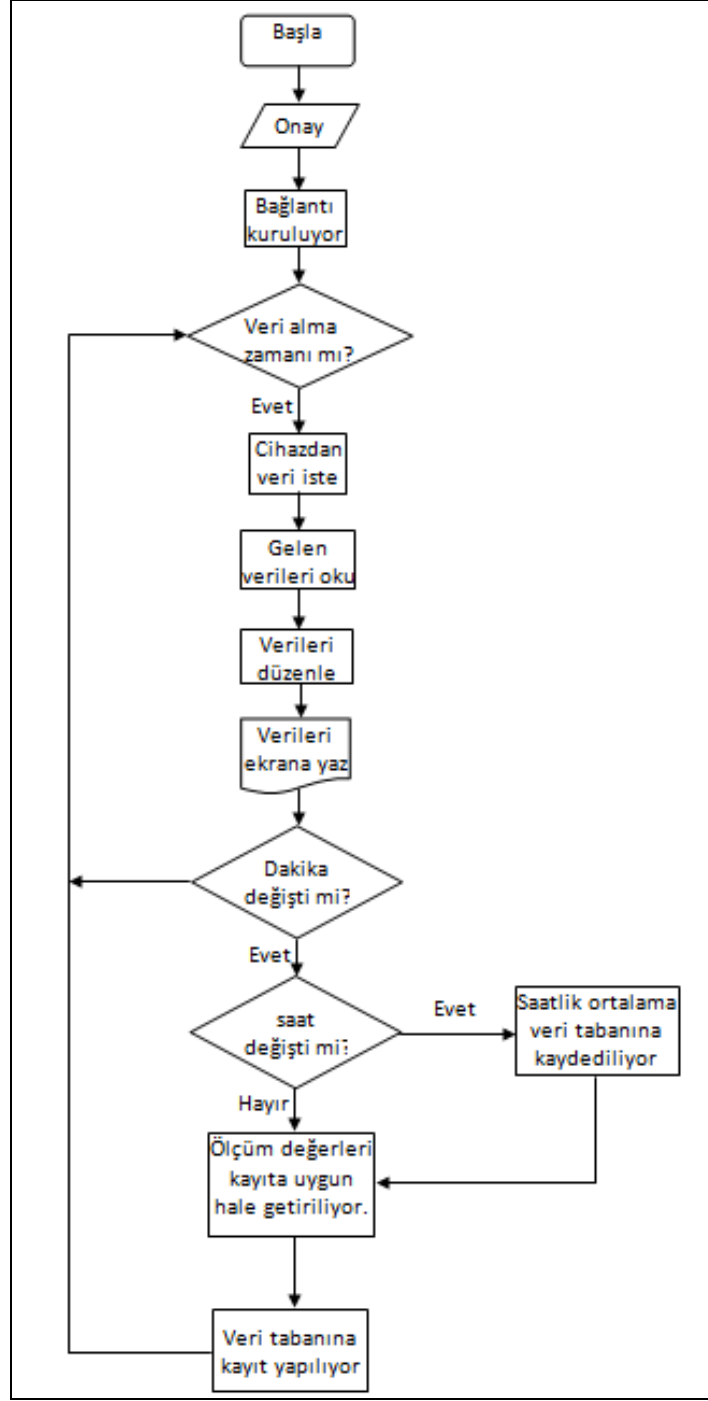 Başla
Onay
Bağlantı
kuruluyor
Veri alma
zamanı mı?
Evet
Cihazdan
veri iste
Gelen
verileri oku
Verileri
düzenle
Verileri
ekrana yaz
Dakika
değişti mi?
Evet
saat
değişti mi?
Evet
Saatlik ortalama
veri tabanına
kaydediliyor
Hayır
Ölçüm değerleri
kayıta uygun
hale getiriliyor.
Veri tabanına
kayıt yapılıyor